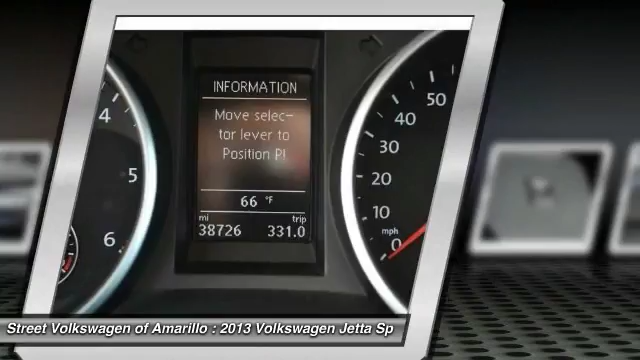 INFORMATION
Move selec-
tor lever to
Position P!
66 °F
mi trip
38726 331.0
4
5
6
50
40
30
20
10
mph
0
Street Volkswagen of Amarillo : 2013 Volkswagen Jetta Sp